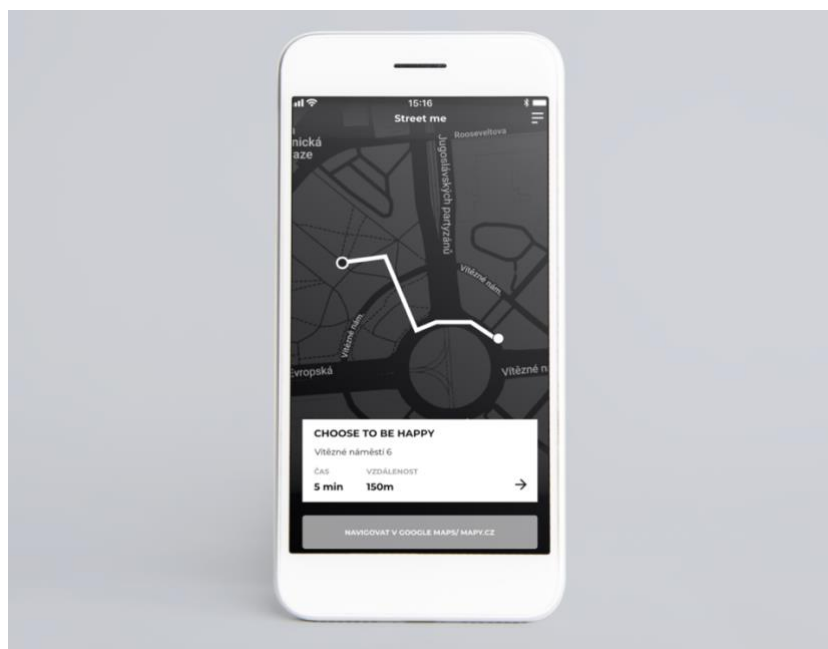 15:16
Street me
nická
aze
Rooseveltova
Jugoslávských partyzánů
Vítězné nám.
Vítězné nám.
Evropská
Vítězné n
CHOOSE TO BE HAPPY
Vítězné náměstí 6
ČAS
VZDÁLENOST
5 min
150m
NAVIGOVAT V GOOGLE MAPS/ MAPY.CZ